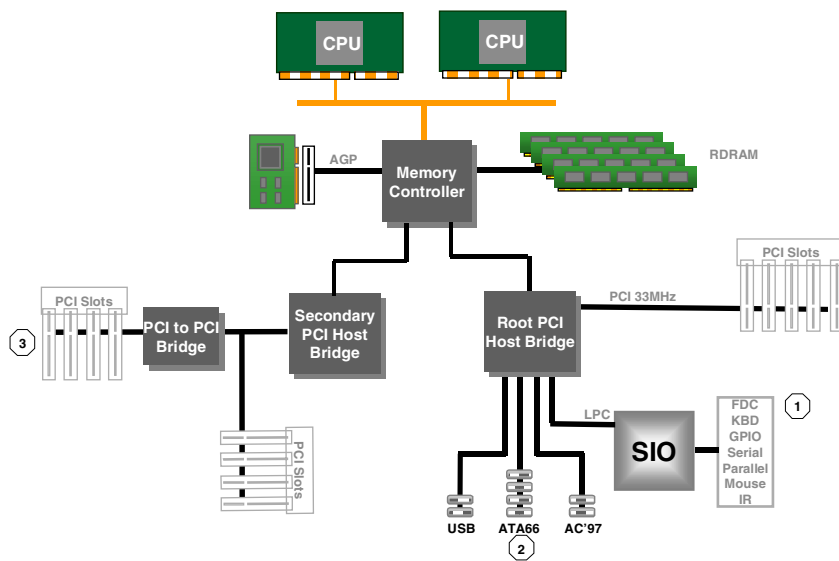 CPU
CPU
AGP
Memory
Controller
RDRAM
PCI Slots
PCI Slots
3
PCI to PCI
Bridge
Secondary
PCI Host
Bridge
Root PCI
Host Bridge
PCI 33MHz
PCI Slots
LPC
SIO
FDC
KBD
GPIO
Serial
Parallel
Mouse
IR
1
USB
ATA66
AC'97
2